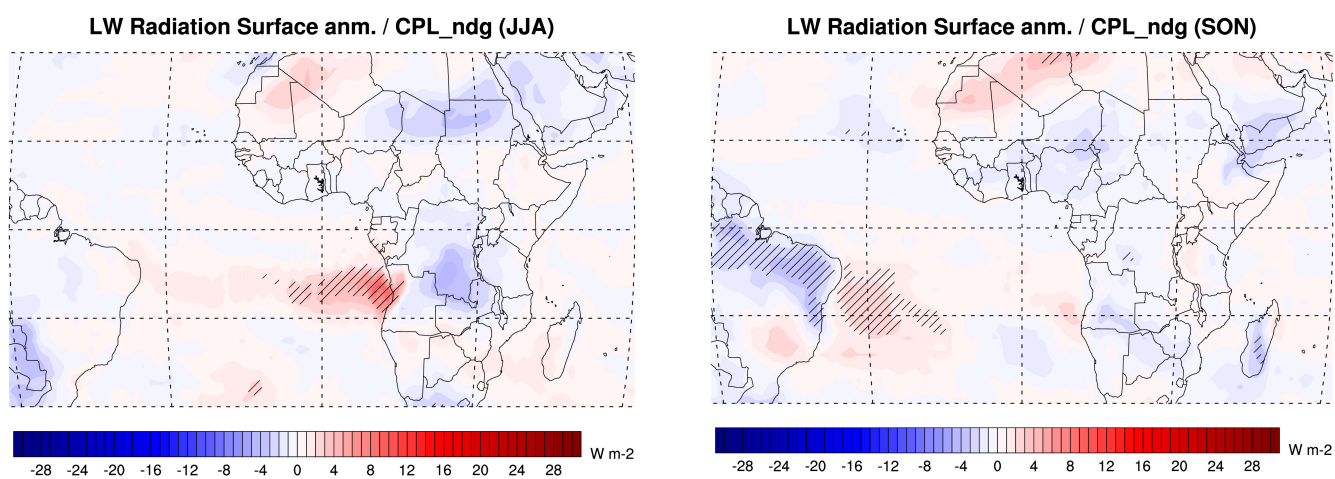 LW Radiation Surface anm. / CPL_ndg (JJA)
LW Radiation Surface anm. / CPL_ndg (SON)
-28 -24 -20 -16 -12 -8 -4 0 4 8 12 16 20 24 28 W m-2
-28 -24 -20 -16 -12 -8 -4 0 4 8 12 16 20 24 28 W m-2